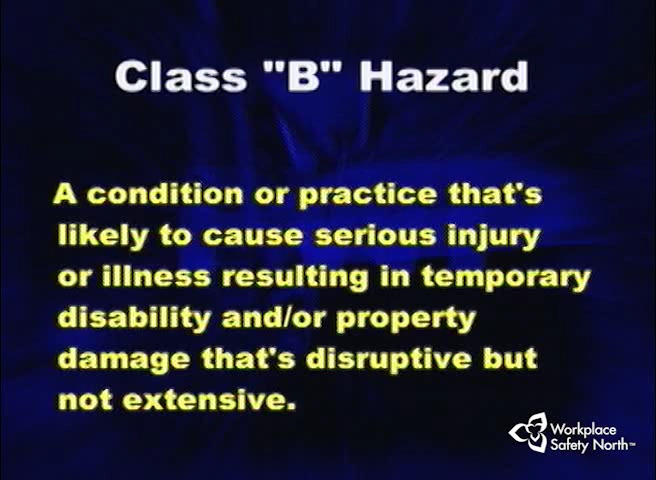 Class "B" Hazard
A condition or practice that's
likely to cause serious injury
or illness resulting in temporary
disability and/or property
damage that's disruptive but
not extensive.
Workplace
Safety North™